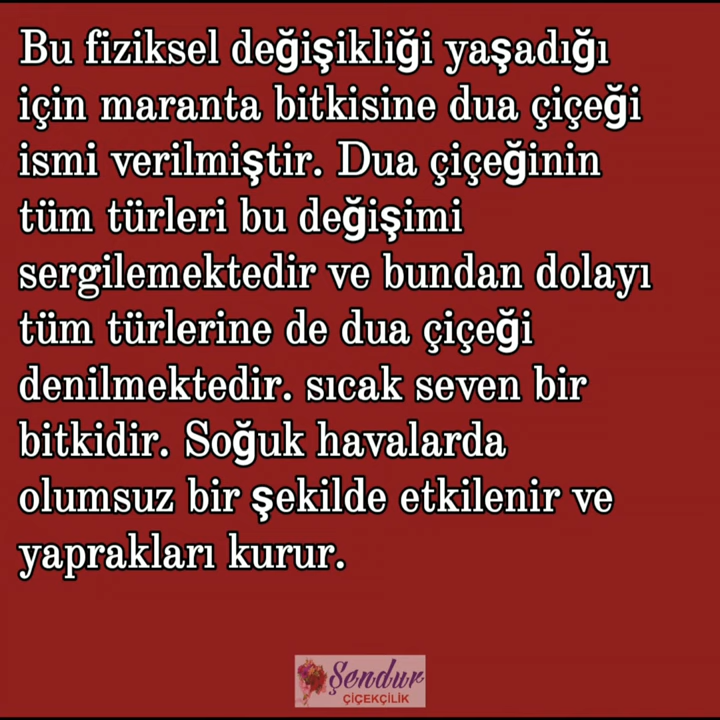 Bu fiziksel değişikliği yaşadığı
için maranta bitkisine dua çiçeği
ismi verilmiştir. Dua çiçeğinin
tüm türleri bu değişimi
sergilemektedir ve bundan dolayı
tüm türlerine de dua çiçeği
denilmektedir. sıcak seven bir
bitkidir. Soğuk havalarda
olumsuz bir şekilde etkilenir ve
yaprakları kurur.
Şendur
ÇİÇEKÇİLİK